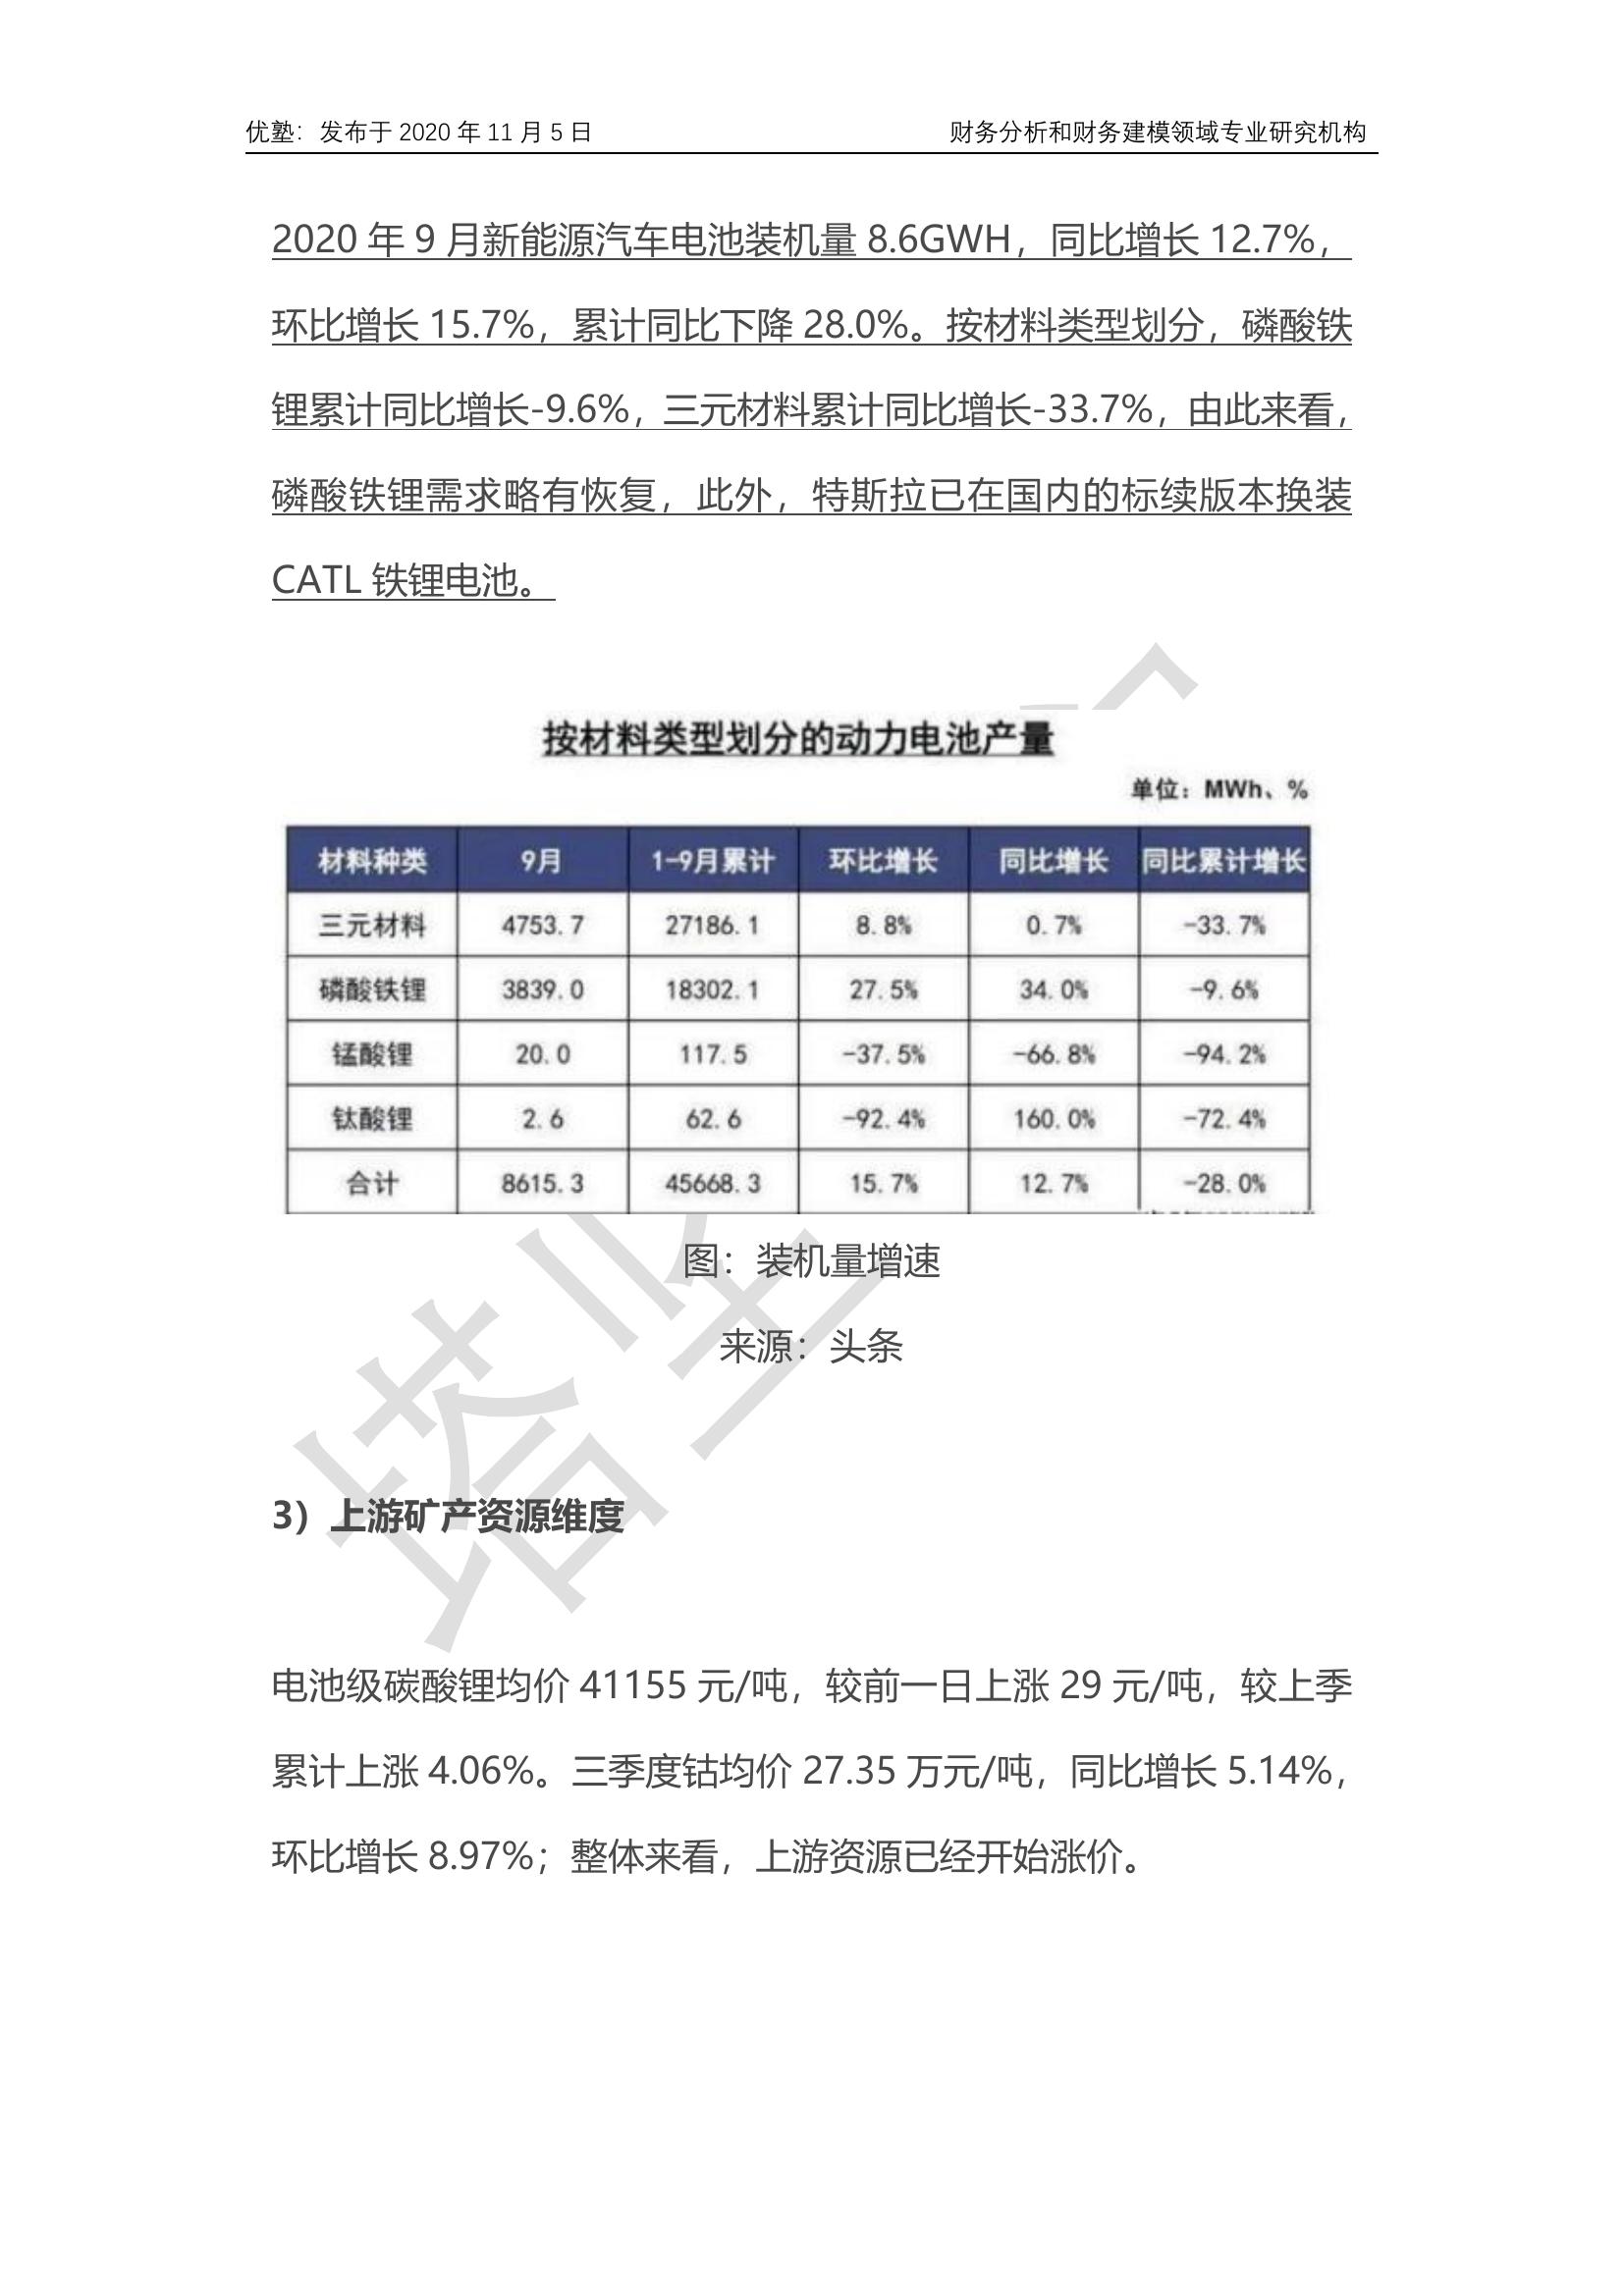 优塾：发布于 2020 年 11 月 5 日 财务分析和财务建模领域专业研究机构
2020 年 9 月新能源汽车电池装机量 8.6GWH，同比增长 12.7%，
环比增长 15.7%，累计同比下降 28.0%。按材料类型划分，磷酸铁
锂累计同比增长-9.6%，三元材料累计同比增长-33.7%，由此来看，
磷酸铁锂需求略有恢复，此外，特斯拉已在国内的标续版本换装
CATL 铁锂电池。
按材料类型划分的动力电池产量
单位：MWh、%
材料种类 9月 1-9月累计 环比增长 同比增长 同比累计增长
三元材料 4753.7 27186.1 8.8% 0.7% -33.7%
磷酸铁锂 3839.0 18302.1 27.5% 34.0% -9.6%
锰酸锂 20.0 117.5 -37.5% -66.8% -94.2%
钛酸锂 2.6 62.6 -92.4% 160.0% -72.4%
合计 8615.3 45668.3 15.7% 12.7% -28.0%
图：装机量增速
来源：头条
3）上游矿产资源维度
电池级碳酸锂均价 41155 元/吨，较前一日上涨 29 元/吨，较上季
累计上涨 4.06%。三季度钴均价 27.35 万元/吨，同比增长 5.14%，
环比增长 8.97%；整体来看，上游资源已经开始涨价。